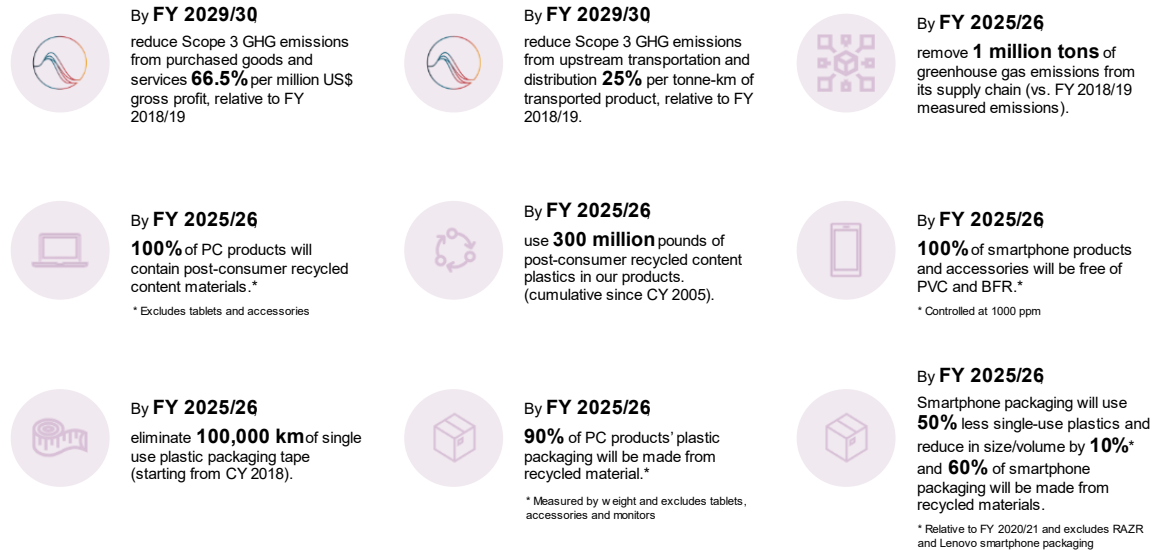 By FY 2029/30,
reduce Scope 3 GHG emissions
from purchased goods and
services 66.5% per million US$
gross profit, relative to FY
2018/19
By FY 2029/30,
reduce Scope 3 GHG emissions
from upstream transportation and
distribution 25% per tonne-km of
transported product, relative to FY
2018/19.
By FY 2025/26,
remove 1 million tons of
greenhouse gas emissions from
its supply chain (vs. FY 2018/19
measured emissions).
By FY 2025/26,
100% of PC products will
contain post-consumer recycled
content materials.*
* Excludes tablets and accessories
By FY 2025/26,
use 300 million pounds of
post-consumer recycled content
plastics in our products.
(cumulative since CY 2005).
By FY 2025/26,
100% of smartphone products
and accessories will be free of
PVC and BFR.*
* Controlled at 1000 ppm
By FY 2025/26,
eliminate 100,000 km of single
use plastic packaging tape
(starting from CY 2018).
By FY 2025/26,
90% of PC products' plastic
packaging will be made from
recycled material.*
* Measured by weight and excludes tablets,
accessories and monitors
By FY 2025/26,
Smartphone packaging will use
50% less single-use plastics and
reduce in size/volume by 10%*
and 60% of smartphone
packaging will be made from
recycled materials.
* Relative to FY 2020/21 and excludes RAZR
and Lenovo smartphone packaging